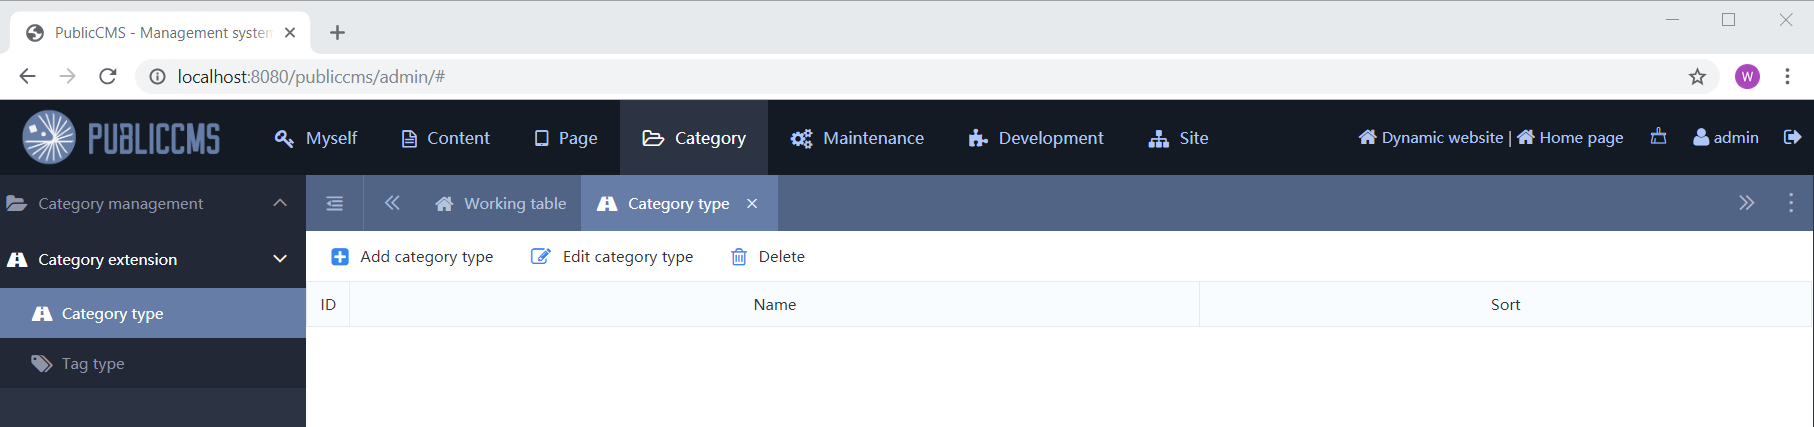 PublicCMS - Management system
localhost:8080/publiccms/admin/#
W
PUBLICCMS
Myself
Content
Page
Category
Maintenance
Development
Site
Dynamic website | Home page
admin
Category management
Working table
Category type
Category extension
Category type
Tag type
Add category type
Edit category type
Delete
ID
Name
Sort